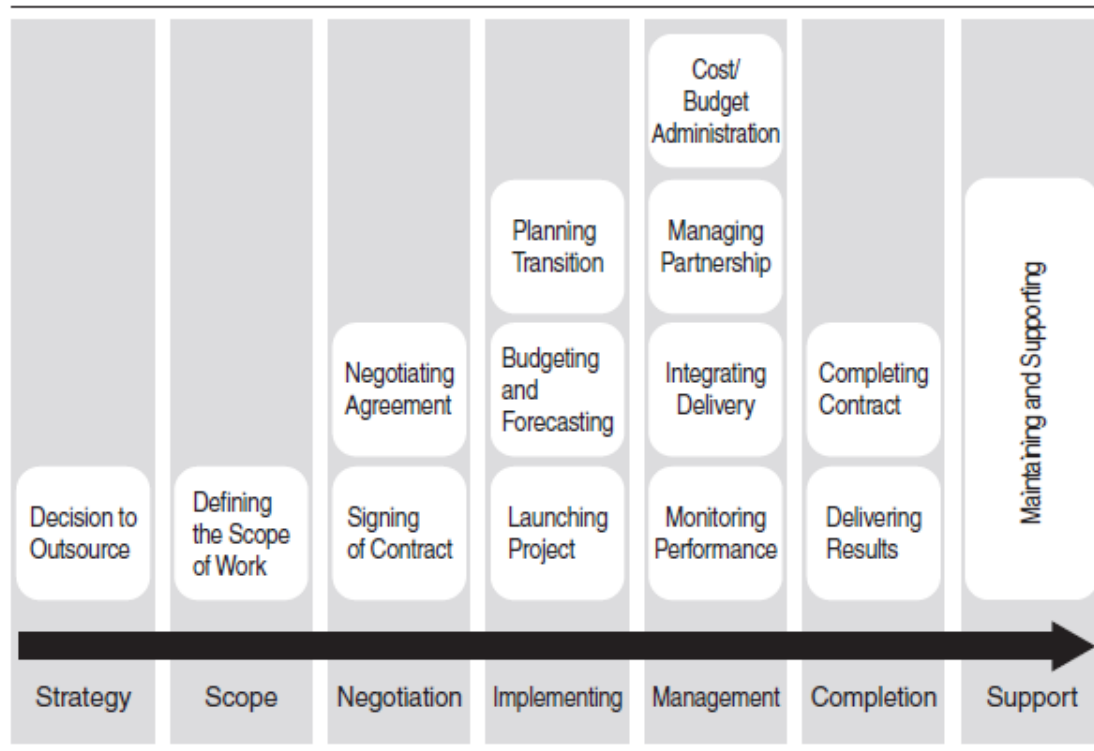 Cost/
Budget
Administration
Planning
Transition
Managing
Partnership
Negotiating
Agreement
Budgeting
and
Forecasting
Integrating
Delivery
Completing
Contract
Maintaining and Supporting
Decision to
Outsource
Defining
the Scope
of Work
Signing
of Contract
Launching
Project
Monitoring
Performance
Delivering
Results
Strategy
Scope
Negotiation
Implementing
Management
Completion
Support